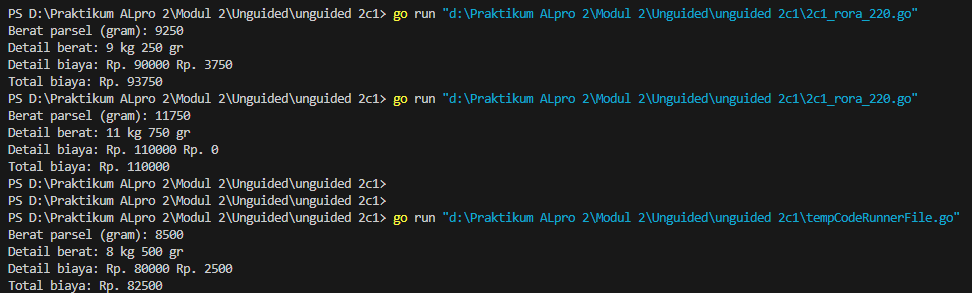 PS D:\Praktikum ALpro 2\Modul 2\Unguided\unguided 2c1> go run "d:\Praktikum ALpro 2\Modul 2\Unguided\unguided 2c1\2c1_rora_220.go"
Berat parsel (gram): 9250
Detail berat: 9 kg 250 gr
Detail biaya: Rp. 90000 Rp. 3750
Total biaya: Rp. 93750
PS D:\Praktikum ALpro 2\Modul 2\Unguided\unguided 2c1> go run "d:\Praktikum ALpro 2\Modul 2\Unguided\unguided 2c1\2c1_rora_220.go"
Berat parsel (gram): 11750
Detail berat: 11 kg 750 gr
Detail biaya: Rp. 110000 Rp. 0
Total biaya: Rp. 110000
PS D:\Praktikum ALpro 2\Modul 2\Unguided\unguided 2c1>
PS D:\Praktikum ALpro 2\Modul 2\Unguided\unguided 2c1>
PS D:\Praktikum ALpro 2\Modul 2\Unguided\unguided 2c1> go run "d:\Praktikum ALpro 2\Modul 2\Unguided\unguided 2c1\tempCodeRunnerFile.go"
Berat parsel (gram): 8500
Detail berat: 8 kg 500 gr
Detail biaya: Rp. 80000 Rp. 2500
Total biaya: Rp. 82500